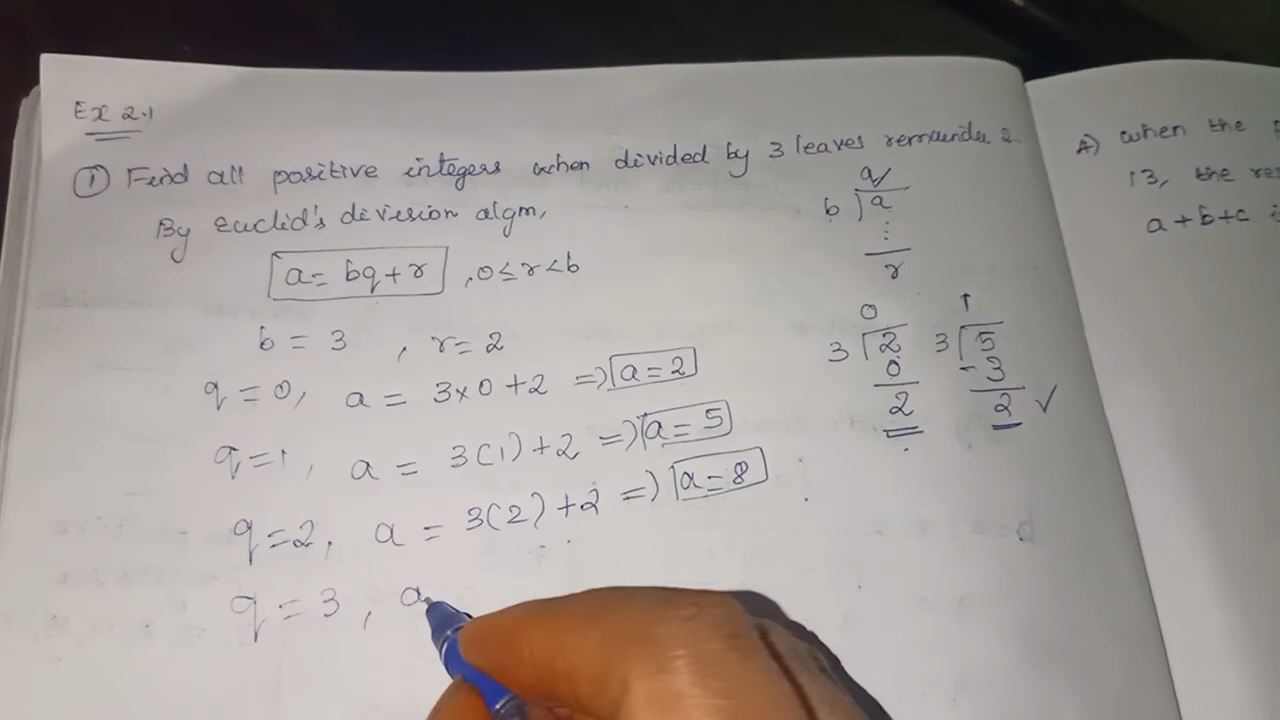 Ex 2.1
① Find all positive integers when divided by 3 leaves remainder 2.
By Euclid's division algm,
a = bq + r , 0 ≤ r < b
b = 3 , r = 2
q = 0, a = 3×0+2 => a = 2
q = 1, a = 3(1)+2 => a = 5
q = 2, a = 3(2)+2 => a = 8
q = 3, a
q
b ) a
⋮
r
0
3 ) 2
0
2
1
3 ) 5
- 3
2 ✓
A) when the
13, the
a+b+c